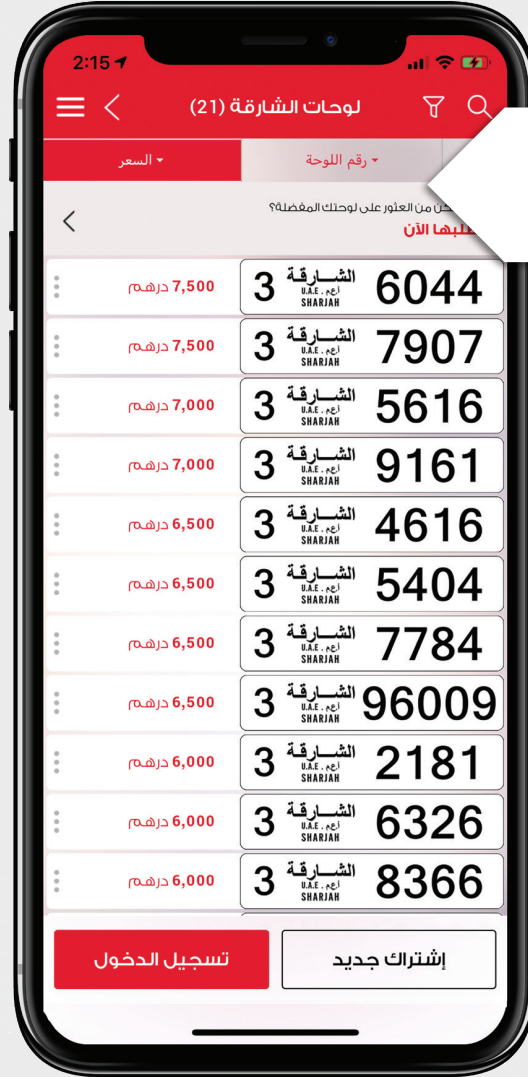 2:15
لوحات الشارقة (21)
رقم اللوحة
السعر
من العثور على لوحتك المفضلة؟
الآن
6044 الشارقة أ.ع.م. U.A.E. SHARJAH 3 7,500 درهم
7907 الشارقة أ.ع.م. U.A.E. SHARJAH 3 7,500 درهم
5616 الشارقة أ.ع.م. U.A.E. SHARJAH 3 7,000 درهم
9161 الشارقة أ.ع.م. U.A.E. SHARJAH 3 7,000 درهم
4616 الشارقة أ.ع.م. U.A.E. SHARJAH 3 6,500 درهم
5404 الشارقة أ.ع.م. U.A.E. SHARJAH 3 6,500 درهم
7784 الشارقة أ.ع.م. U.A.E. SHARJAH 3 6,500 درهم
96009 الشارقة أ.ع.م. U.A.E. SHARJAH 3 6,500 درهم
2181 الشارقة أ.ع.م. U.A.E. SHARJAH 3 6,000 درهم
6326 الشارقة أ.ع.م. U.A.E. SHARJAH 3 6,000 درهم
8366 الشارقة أ.ع.م. U.A.E. SHARJAH 3 6,000 درهم
إشتراك جديد
تسجيل الدخول